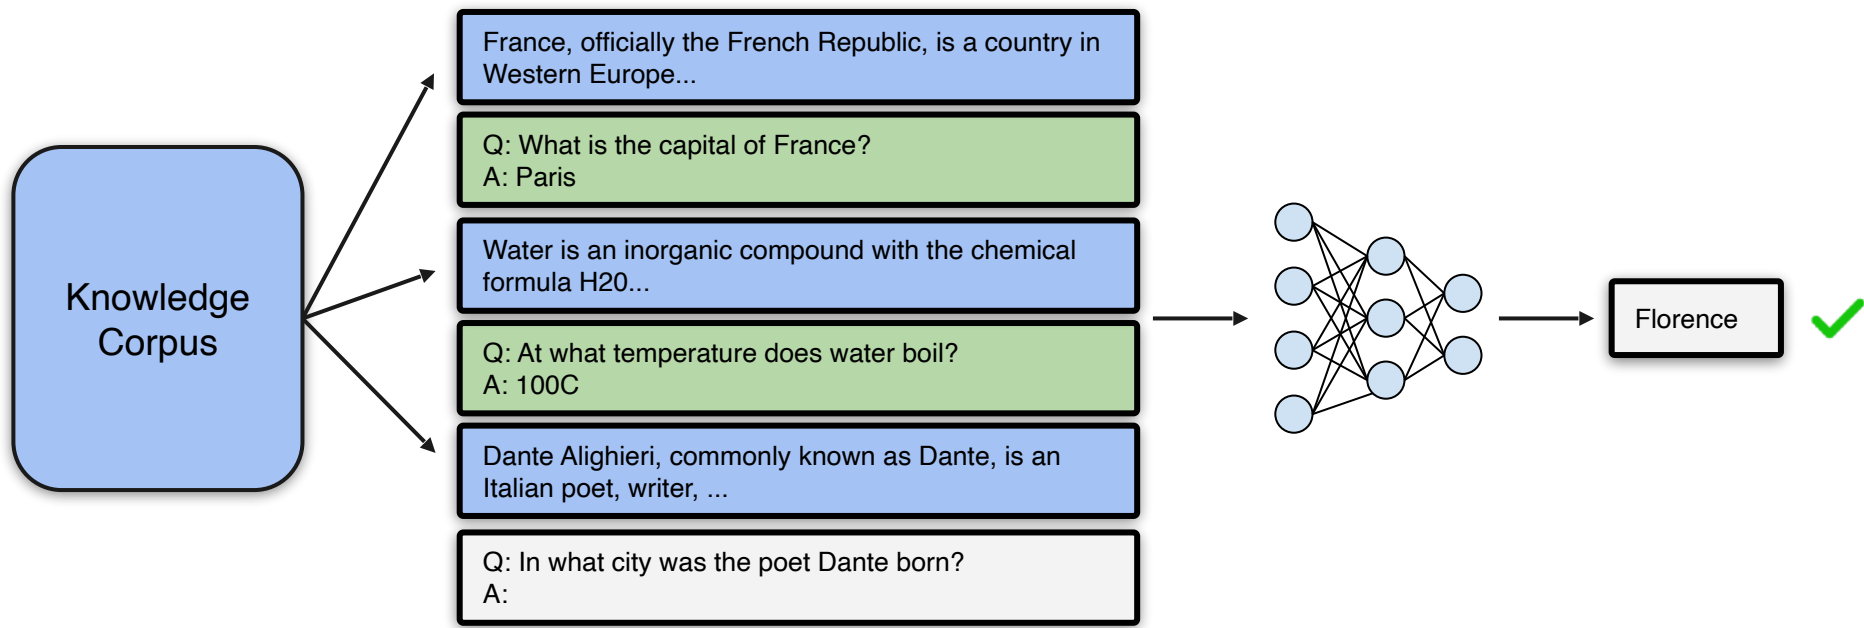 Knowledge
Corpus
France, officially the French Republic, is a country in
Western Europe...
Q: What is the capital of France?
A: Paris
Water is an inorganic compound with the chemical
formula H20...
Q: At what temperature does water boil?
A: 100C
Dante Alighieri, commonly known as Dante, is an
Italian poet, writer, ...
Q: In what city was the poet Dante born?
A:
Florence